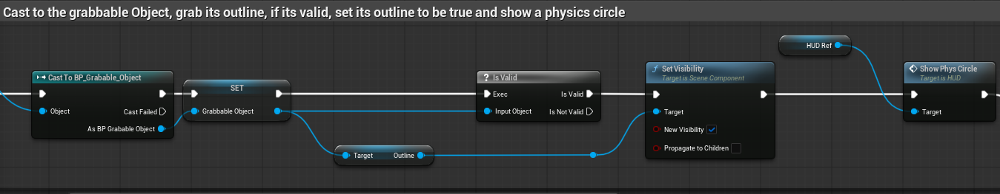 Cast to the grabbable Object, grab its outline, if its valid, set its outline to be true and show a physics circle
HUD Ref
Cast To BP_Grabable_Object
Object
Cast Failed
As BP Grabable Object
SET
Grabbable Object
Target
Outline
? Is Valid
Exec
Is Valid
Input Object
Is Not Valid
f Set Visibility
Target is Scene Component
Target
New Visibility
Propagate to Children
Show Phys Circle
Target is HUD
Target